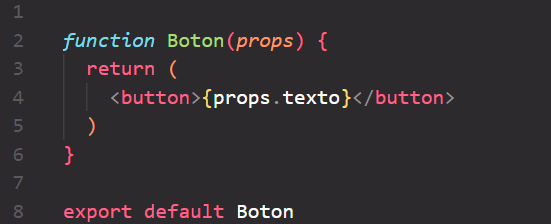 1
2 function Boton(props) {
3   return (
4     <button>{props.texto}</button>
5   )
6 }
7
8 export default Boton